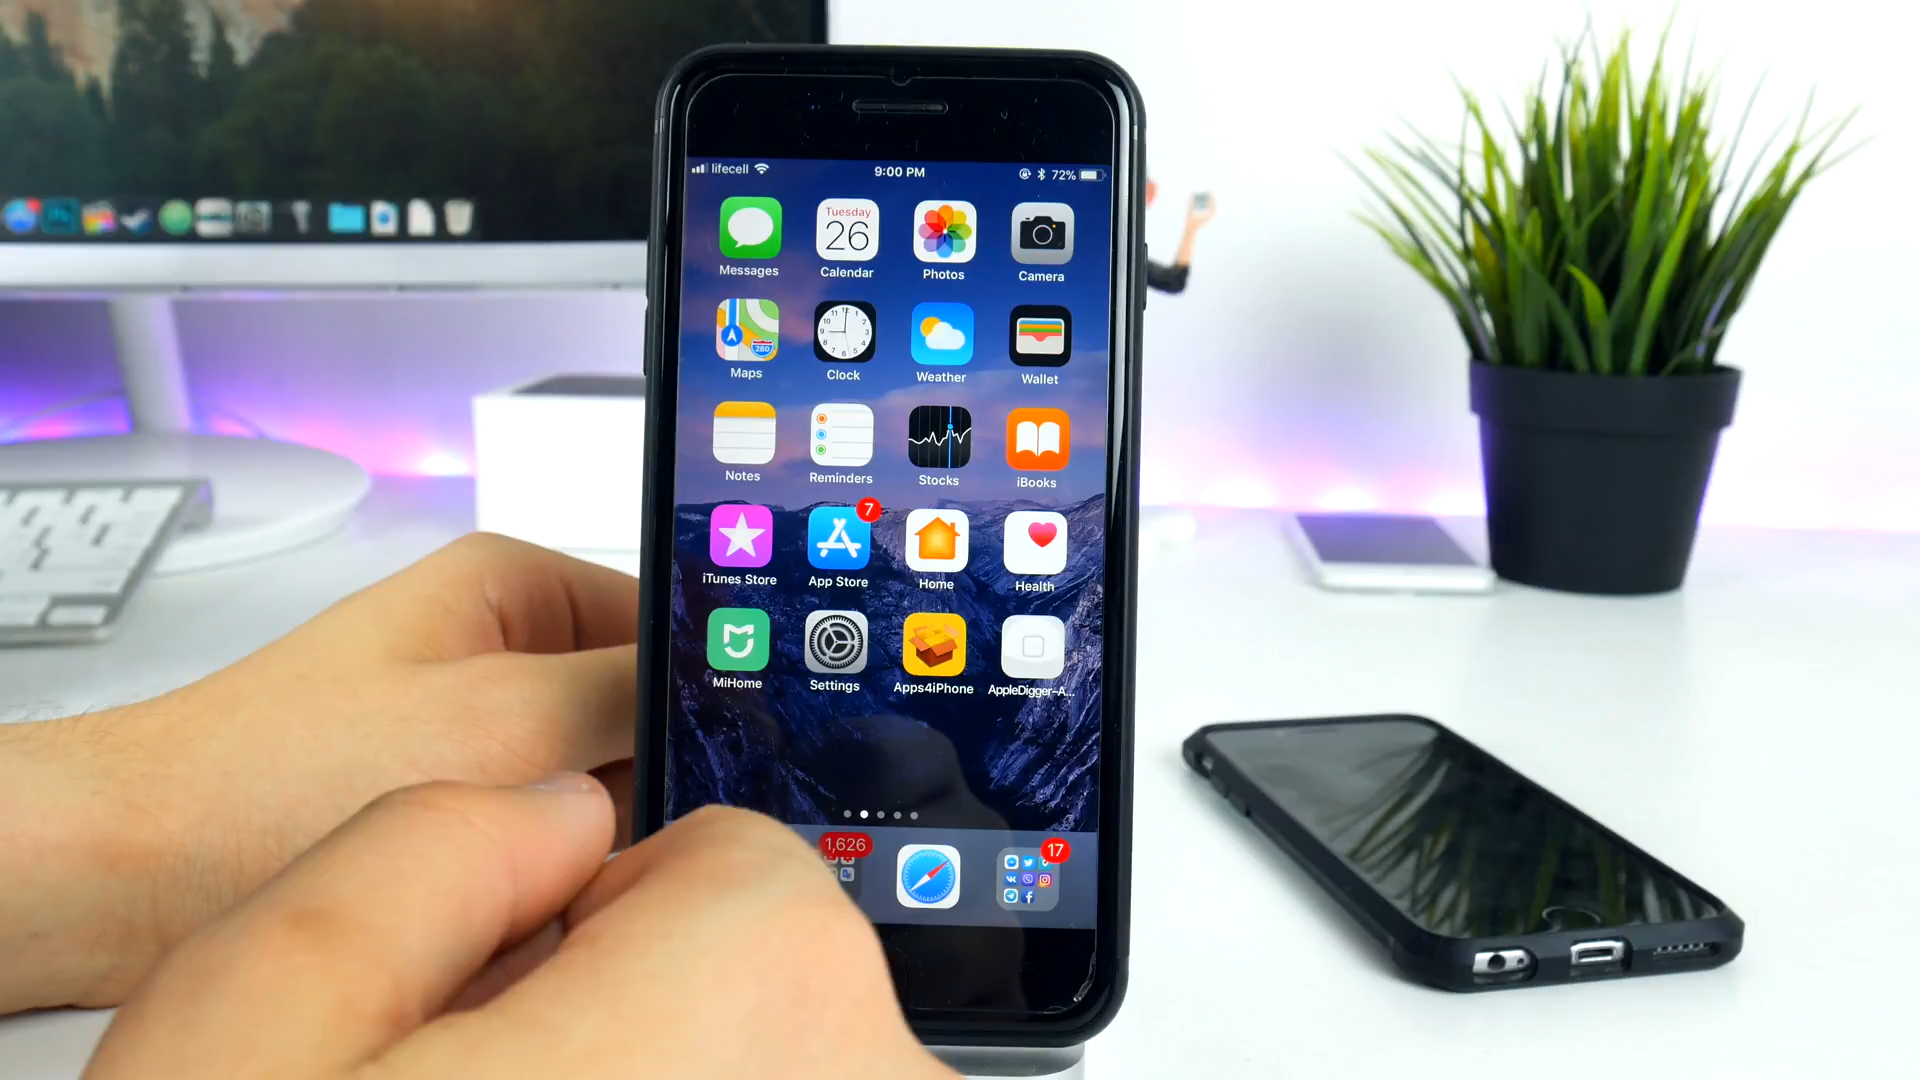 lifecell 9:00 PM 72%
Tuesday
26
Messages Calendar Photos Camera
280
Maps Clock Weather Wallet
Notes Reminders Stocks iBooks
7
iTunes Store App Store Home Health
MiHome Settings Apps4iPhone AppleDigger–A...
1,626 17